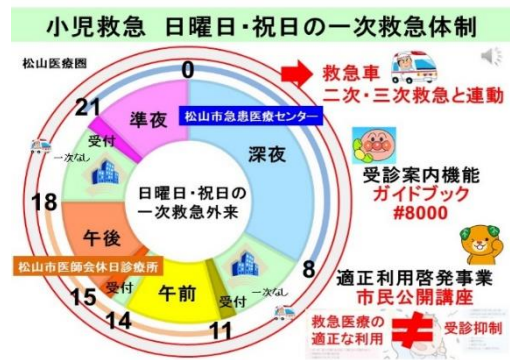 小児救急 日曜日・祝日の一次救急体制
松山医療圏
0
救急車
二次・三次救急と連動
21
準夜
松山市急患医療センター
受付
一次なし
深夜
受診案内機能
ガイドブック
#8000
日曜日・祝日の
一次救急外来
18
午後
松山市医師会休日診療所
8
一次なし
受付
午前
受付
15
14
11
適正利用啓発事業
市民公開講座
救急医療の
適正な利用
≠
受診抑制